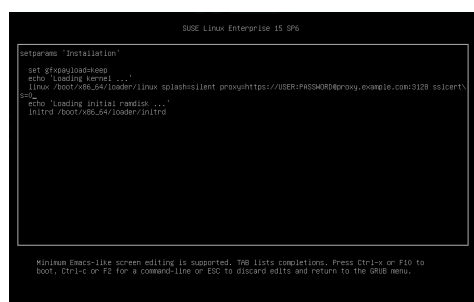 SUSE Linux Enterprise 15 SP6
setparams 'Installation'
set gfxpayload=keep
echo 'Loading kernel ...'
linux /boot/x86_64/loader/linux splash=silent proxy=https://USER:PASSWORD@proxy.example.com:3128 sslcert\
s=0_
echo 'Loading initial ramdisk ...'
initrd /boot/x86_64/loader/initrd
Minimum Emacs-like screen editing is supported. TAB lists completions. Press Ctrl-x or F10 to
boot, Ctrl-c or F2 for a command-line or ESC to discard edits and return to the GRUB menu.